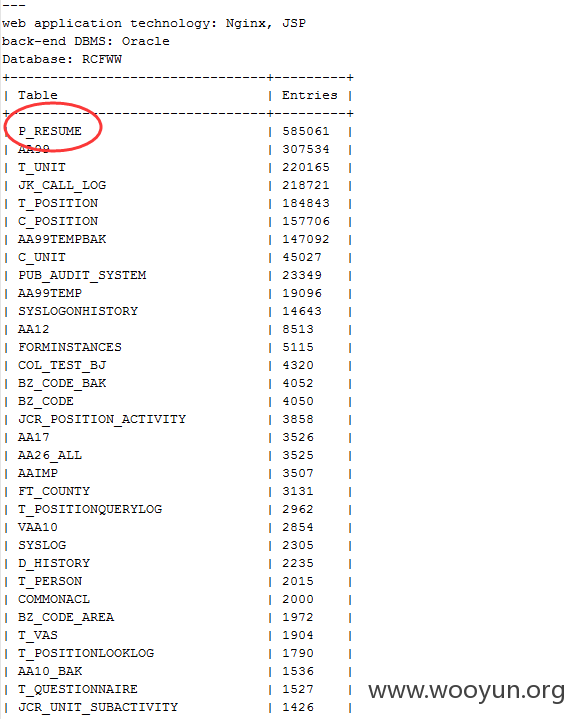 ---
web application technology: Nginx, JSP
back-end DBMS: Oracle
Database: RCFWW
+--------------------------------+---------+
| Table                          | Entries |
+--------------------------------+---------+
| P_RESUME                       | 585061  |
| AA99                           | 307534  |
| T_UNIT                         | 220165  |
| JK_CALL_LOG                    | 218721  |
| T_POSITION                     | 184843  |
| C_POSITION                     | 157706  |
| AA99TEMPBAK                    | 147092  |
| C_UNIT                         | 45027   |
| PUB_AUDIT_SYSTEM               | 23349   |
| AA99TEMP                       | 19096   |
| SYSLOGONHISTORY                | 14643   |
| AA12                           | 8513    |
| FORMINSTANCES                  | 5115    |
| COL_TEST_BJ                    | 4320    |
| BZ_CODE_BAK                    | 4052    |
| BZ_CODE                        | 4050    |
| JCR_POSITION_ACTIVITY          | 3858    |
| AA17                           | 3526    |
| AA26_ALL                       | 3525    |
| AAIMP                          | 3507    |
| FT_COUNTY                      | 3131    |
| T_POSITIONQUERYLOG             | 2962    |
| VAA10                          | 2854    |
| SYSLOG                         | 2305    |
| D_HISTORY                      | 2235    |
| T_PERSON                       | 2015    |
| COMMONACL                      | 2000    |
| BZ_CODE_AREA                   | 1972    |
| T_VAS                          | 1904    |
| T_POSITIONLOOKLOG              | 1790    |
| AA10_BAK                       | 1536    |
| T_QUESTIONNAIRE                | 1527    |
| JCR_UNIT_SUBACTIVITY           | 1426    |
www.wooyun.org